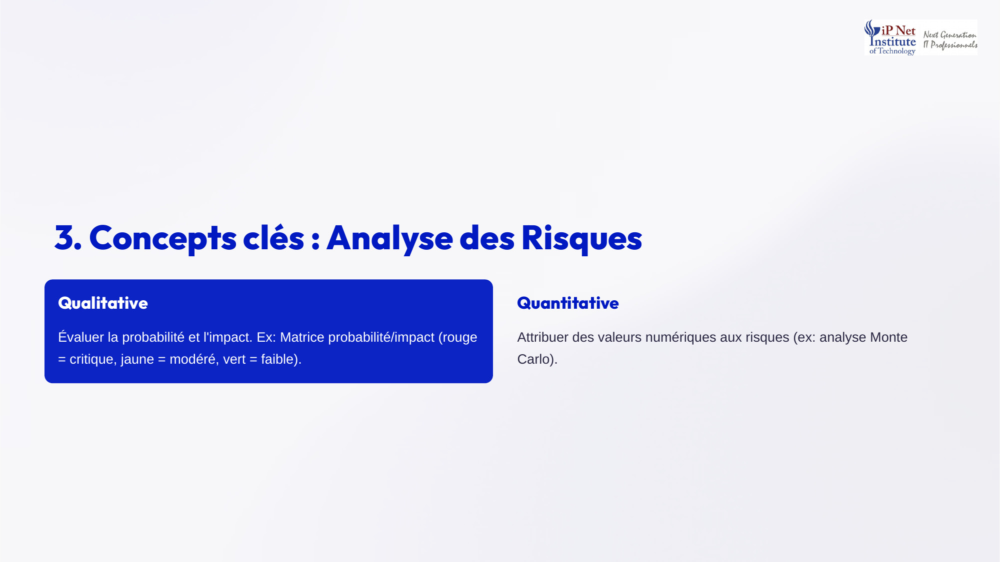 iP Net
Institute
of Technology
Next Generation
IT Professionnels
3. Concepts clés : Analyse des Risques
Qualitative
Évaluer la probabilité et l'impact. Ex: Matrice probabilité/impact (rouge
= critique, jaune = modéré, vert = faible).
Quantitative
Attribuer des valeurs numériques aux risques (ex: analyse Monte
Carlo).